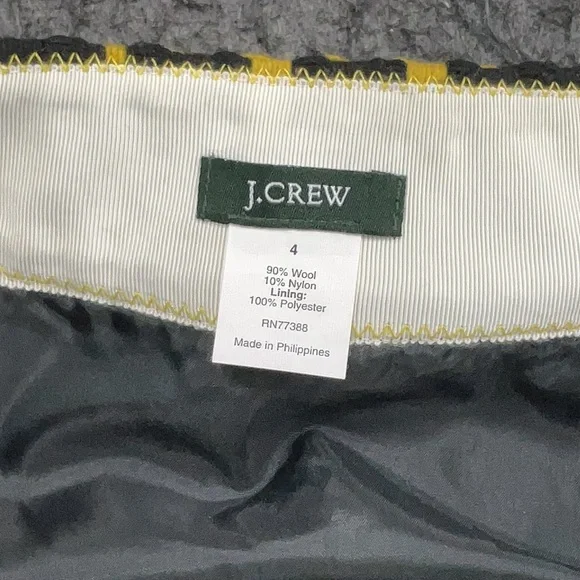 J.CREW
4
90% Wool
10% Nylon
Lining:
100% Polyester
RN77388
Made in Philippines